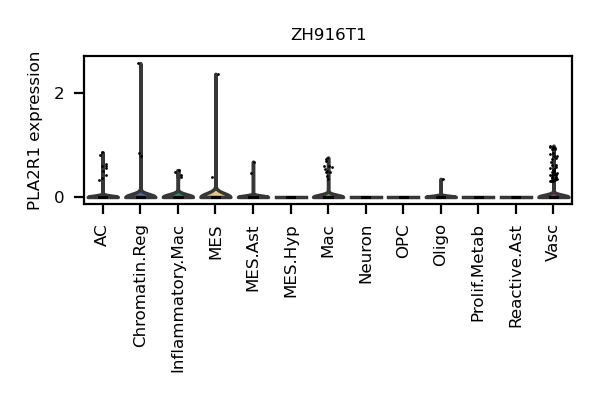 ZH916T1
PLA2R1 expression
2
0
AC
Chromatin.Reg
Inflammatory.Mac
MES
MES.Ast
MES.Hyp
Mac
Neuron
OPC
Oligo
Prolif.Metab
Reactive.Ast
Vasc